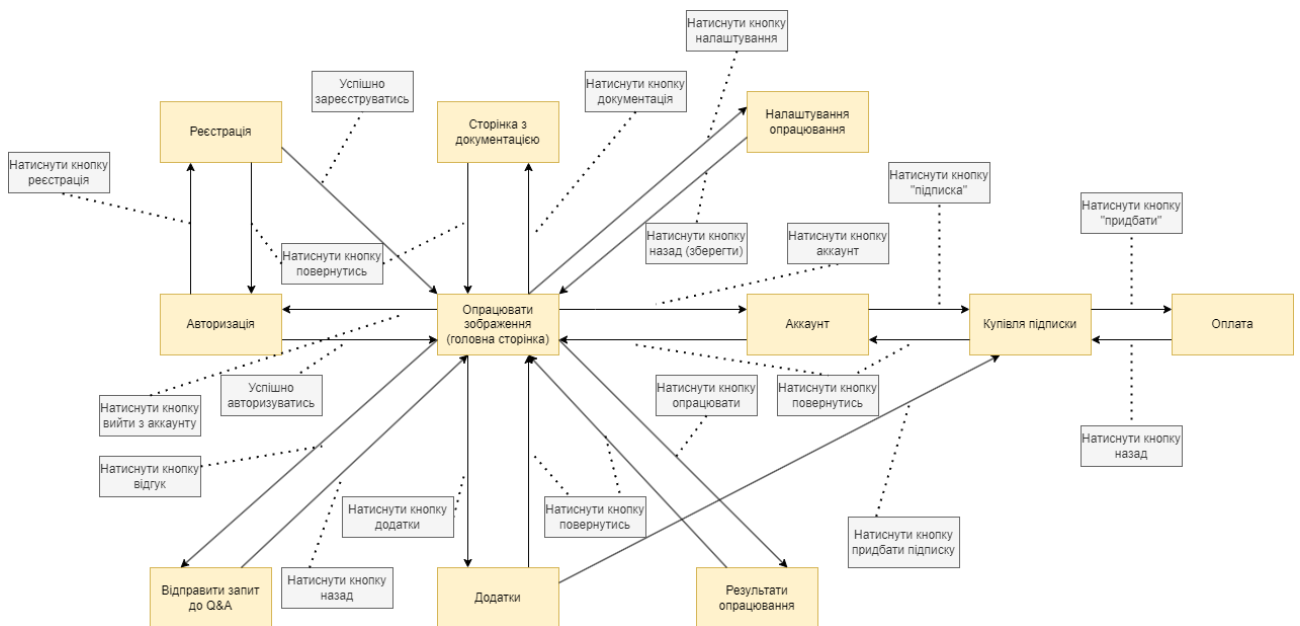 Натиснути кнопку
налаштування
Успішно
зареєструватись
Натиснути кнопку
документація
Реєстрація
Сторінка з
документацією
Налаштування
опрацювання
Натиснути кнопку
реєстрація
Натиснути кнопку
"підписка"
Натиснути кнопку
"придбати"
Натиснути кнопку
повернутись
Натиснути кнопку
назад (зберегти)
Натиснути кнопку
аккаунт
Авторизація
Опрацювати
зображення
(головна сторінка)
Аккаунт
Купівля підписки
Оплата
Натиснути кнопку
вийти з аккаунту
Успішно
авторизуватись
Натиснути кнопку
опрацювати
Натиснути кнопку
повернутись
Натиснути кнопку
назад
Натиснути кнопку
відгук
Натиснути кнопку
додатки
Натиснути кнопку
повернутись
Натиснути кнопку
придбати підписку
Відправити запит
до Q&A
Натиснути кнопку
назад
Додатки
Результати
опрацювання